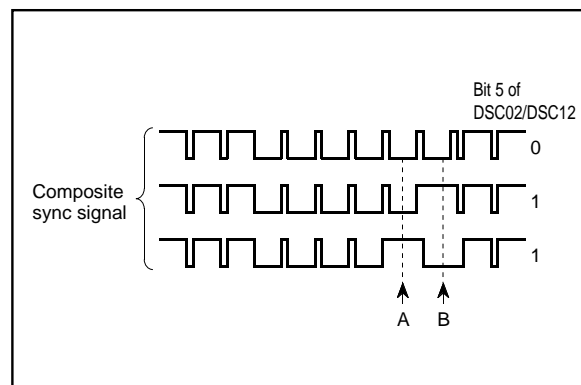 Bit 5 of
DSC02/DSC12
0
Composite
sync signal
1
1
A B